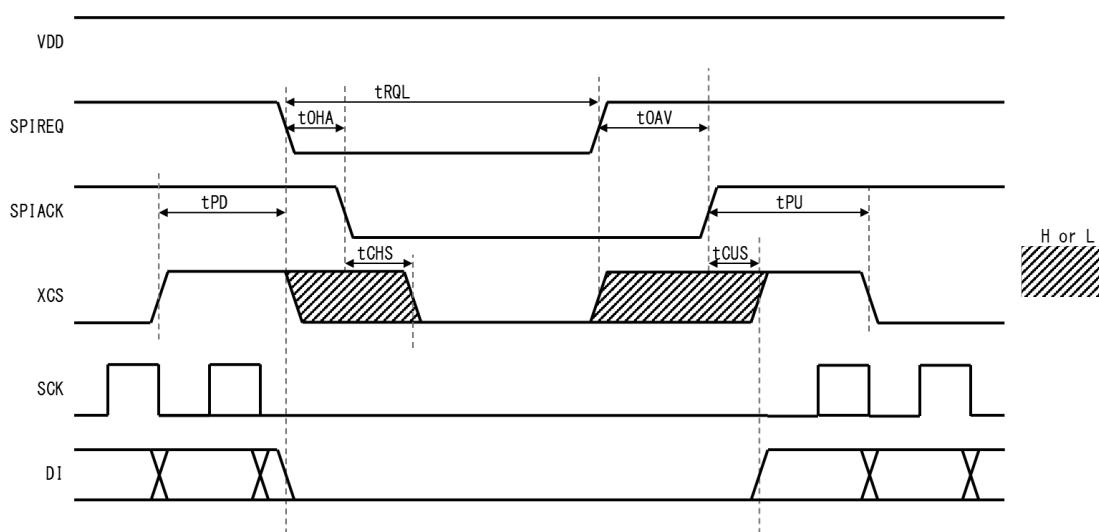 VDD
tRQL
SPIREQ
tOHA
tOAV
SPIACK
tPD
tPU
H or L
tCHS
tCUS
XCS
SCK
DI